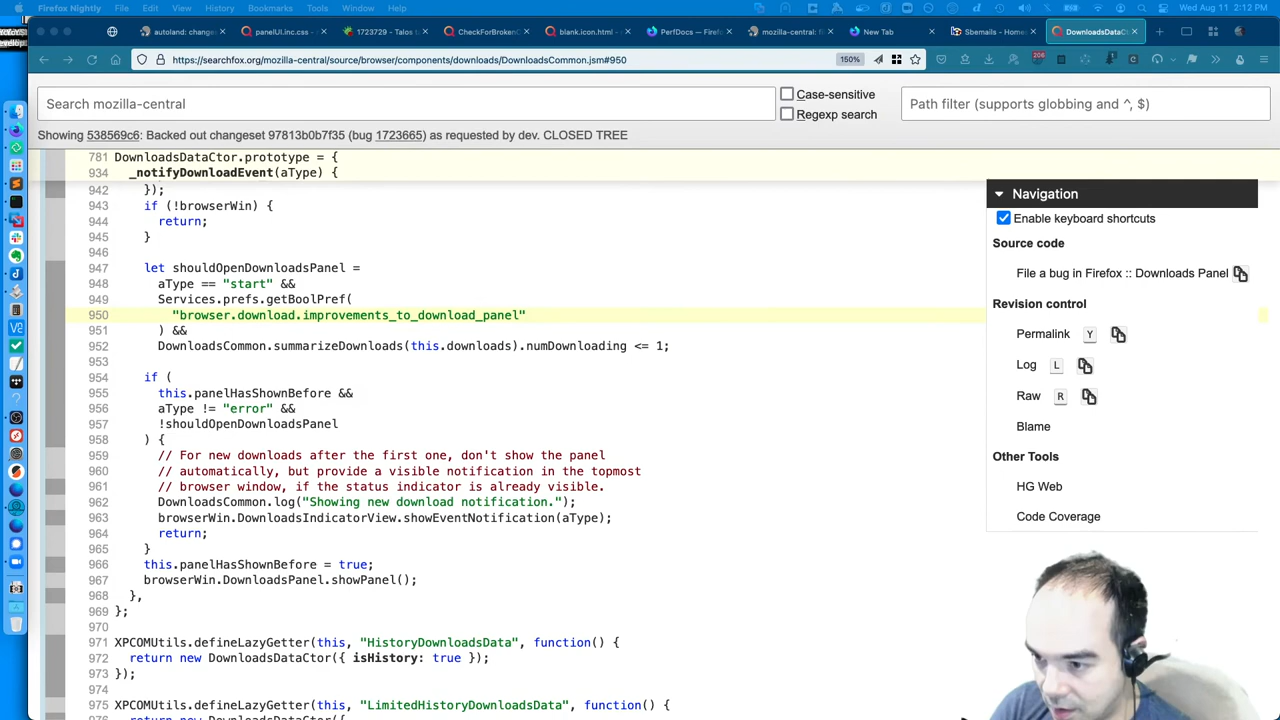 Firefox Nightly File Edit View History Bookmarks Tools Window Help
Wed Aug 11 2:12 PM
autoland: change
panelUI.inc.css -
1723729 - Talos t
CheckForBrokenC
blank.icon.html -
PerfDocs — Firef
mozilla-central: fi
New Tab
Sbemails - Homes
DownloadsDataCt
https://searchfox.org/mozilla-central/source/browser/components/downloads/DownloadsCommon.jsm#950
150%
206
Search mozilla-central
Case-sensitive
Regexp search
Path filter (supports globbing and ^, $)
Showing 538569c6: Backed out changeset 97813b0b7f35 (bug 1723665) as requested by dev. CLOSED TREE
781 DownloadsDataCtor.prototype = {
934 _notifyDownloadEvent(aType) {
942 });
943 if (!browserWin) {
944 return;
945 }
946
947 let shouldOpenDownloadsPanel =
948 aType == "start" &&
949 Services.prefs.getBoolPref(
950 "browser.download.improvements_to_download_panel"
951 ) &&
952 DownloadsCommon.summarizeDownloads(this.downloads).numDownloading <= 1;
953
954 if (
955 this.panelHasShownBefore &&
956 aType != "error" &&
957 !shouldOpenDownloadsPanel
958 ) {
959 // For new downloads after the first one, don't show the panel
960 // automatically, but provide a visible notification in the topmost
961 // browser window, if the status indicator is already visible.
962 DownloadsCommon.log("Showing new download notification.");
963 browserWin.DownloadsIndicatorView.showEventNotification(aType);
964 return;
965 }
966 this.panelHasShownBefore = true;
967 browserWin.DownloadsPanel.showPanel();
968 },
969 };
970
971 XPCOMUtils.defineLazyGetter(this, "HistoryDownloadsData", function() {
972 return new DownloadsDataCtor({ isHistory: true });
973 });
974
975 XPCOMUtils.defineLazyGetter(this, "LimitedHistoryDownloadsData", function() {
976 return new DownloadsDataCtor({
Navigation
Enable keyboard shortcuts
Source code
File a bug in Firefox :: Downloads Panel
Revision control
Permalink Y
Log L
Raw R
Blame
Other Tools
HG Web
Code Coverage